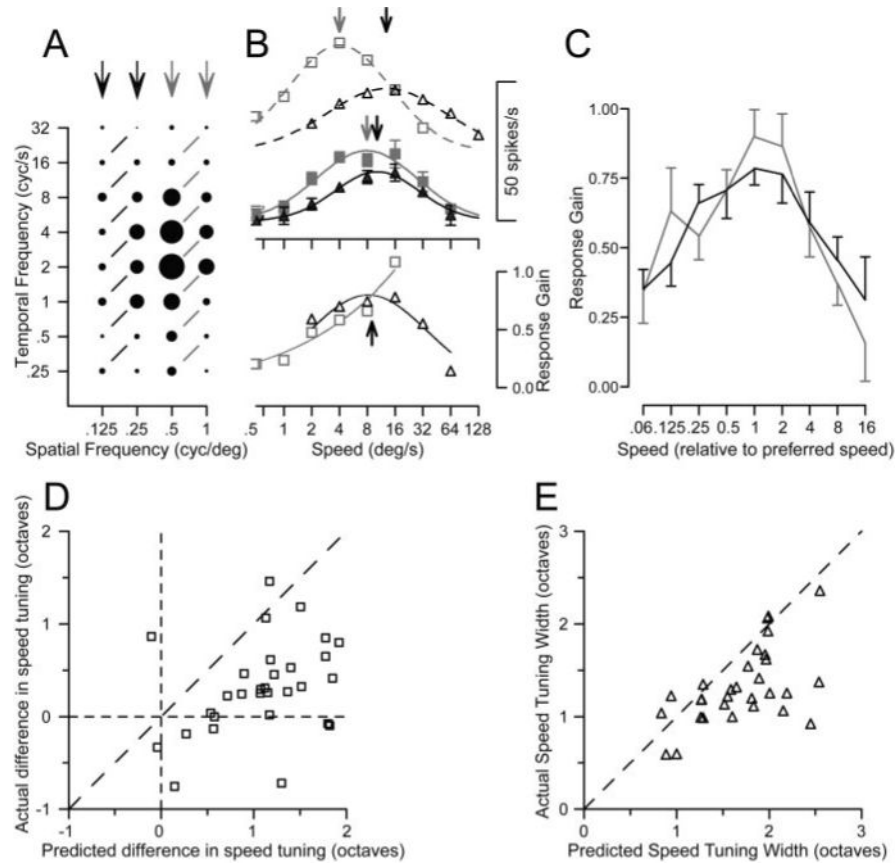 A
B
C
Temporal Frequency (cyc/s)
32
16
8
4
2
1
.5
.25
.125 .25 .5 1
Spatial Frequency (cyc/deg)
50 spikes/s
1.0
0.5
0.0
Response Gain
.5 1 2 4 8 16 32 64 128
Speed (deg/s)
Response Gain
1.00
0.75
0.50
0.25
0.00
.06 .125 .25 0.5 1 2 4 8 16
Speed (relative to preferred speed)
D
Actual difference in speed tuning (octaves)
2
1
0
-1
-1 0 1 2
Predicted difference in speed tuning (octaves)
E
Actual Speed Tuning Width (octaves)
3
2
1
0
0 1 2 3
Predicted Speed Tuning Width (octaves)